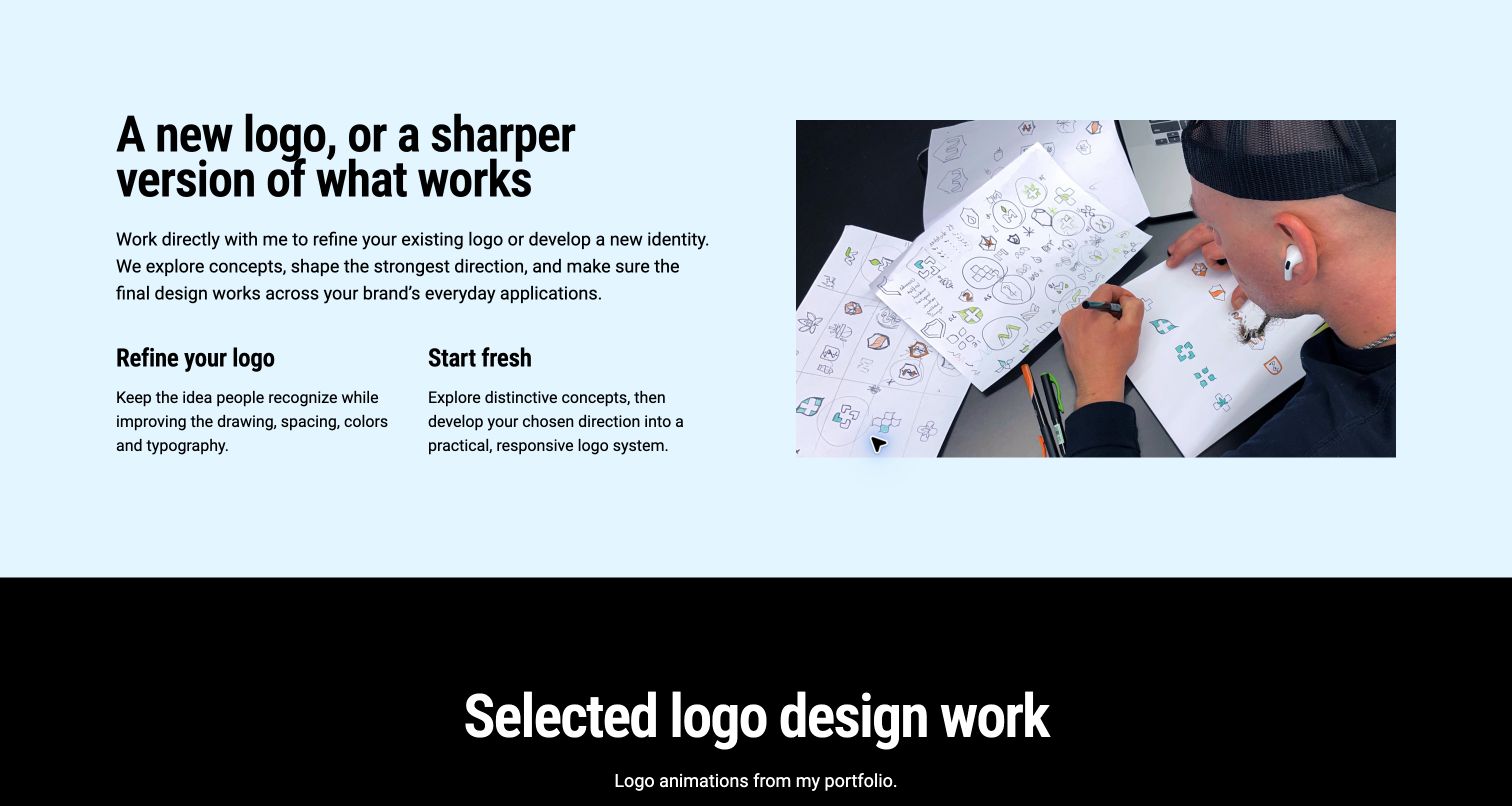 A new logo, or a sharper
version of what works
Work directly with me to refine your existing logo or develop a new identity.
We explore concepts, shape the strongest direction, and make sure the
final design works across your brand’s everyday applications.
Refine your logo
Keep the idea people recognize while
improving the drawing, spacing, colors
and typography.
Start fresh
Explore distinctive concepts, then
develop your chosen direction into a
practical, responsive logo system.
Selected logo design work
Logo animations from my portfolio.